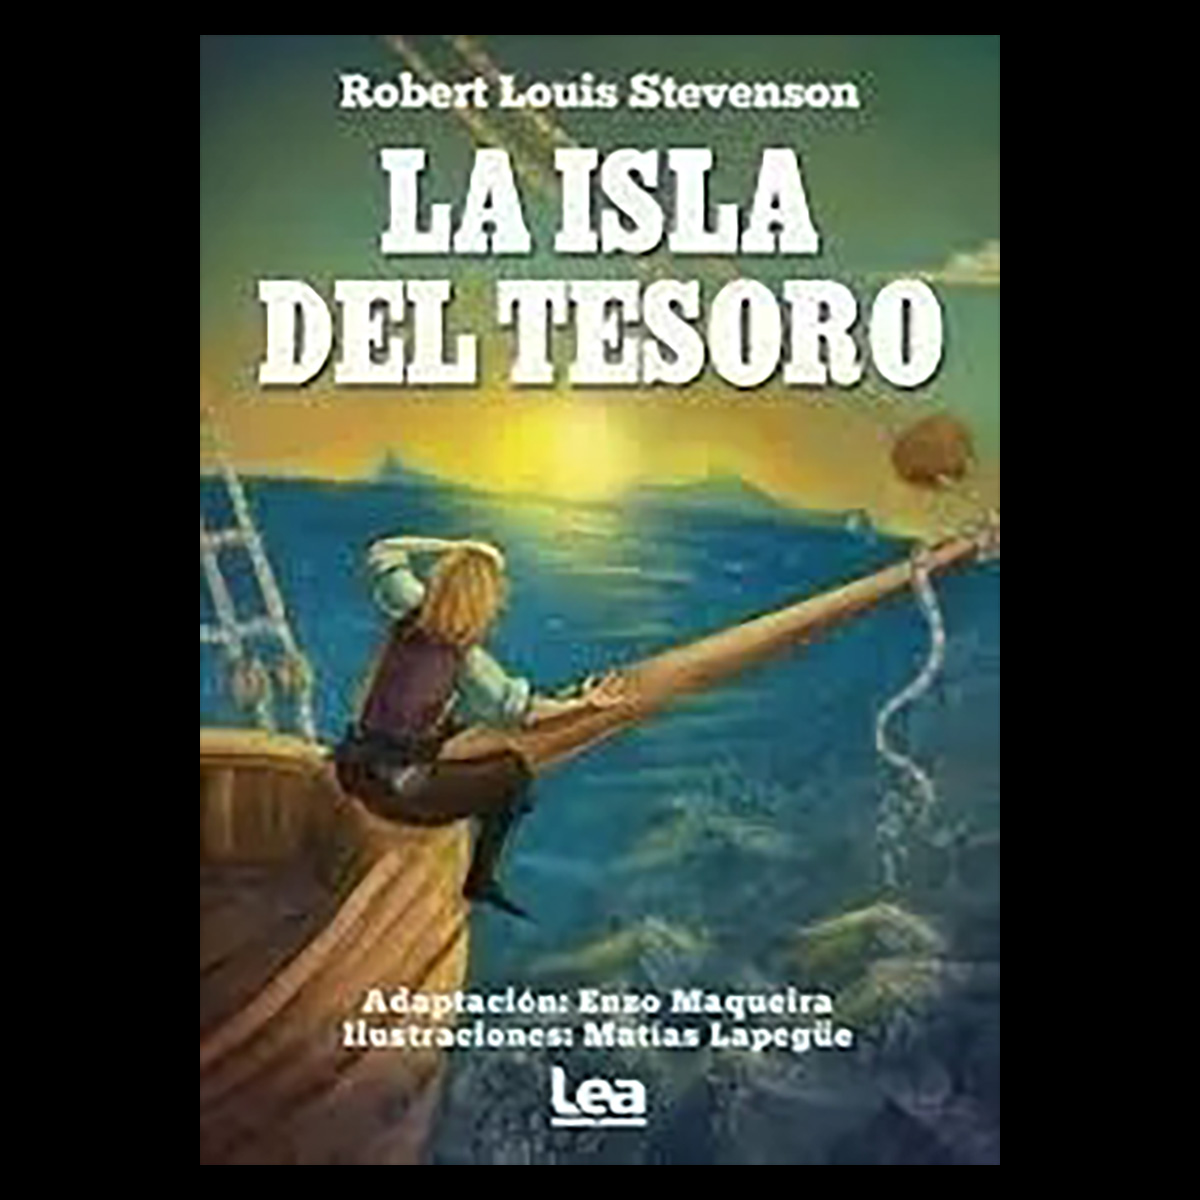 Robert Louis Stevenson
LA ISLA
DEL TESORO
Adaptación: Enzo Maqueira
Ilustraciones: Matías Lapegüe
Lea